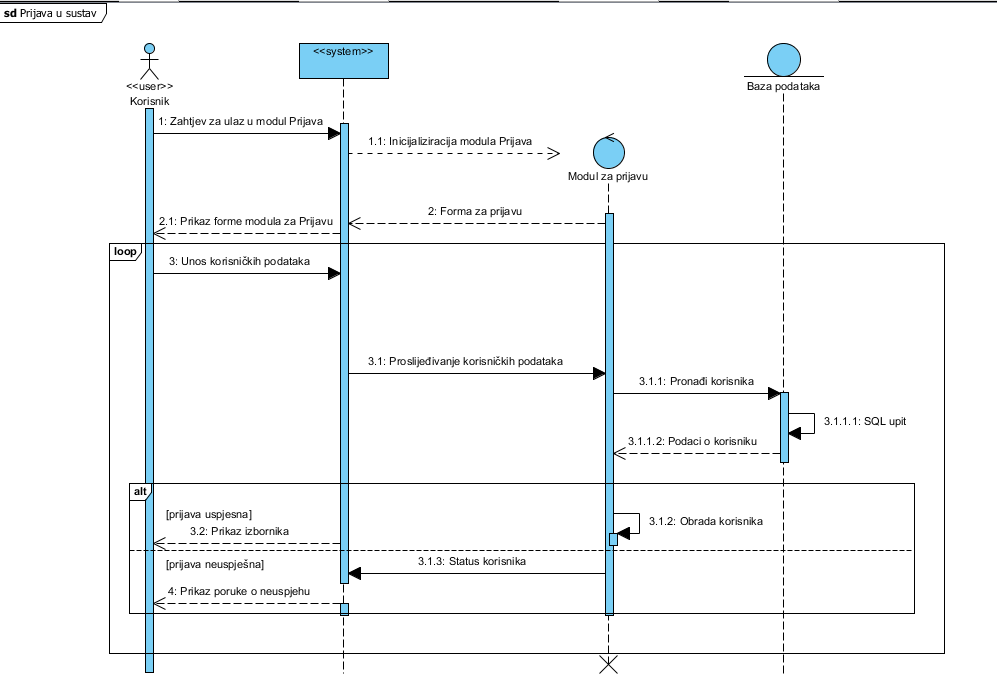 sd Prijava u sustav
<<system>>
<<user>>
Korisnik
Baza podataka
1: Zahtjev za ulaz u modul Prijava
1.1: Inicijaliziracija modula Prijava
Modul za prijavu
2: Forma za prijavu
2.1: Prikaz forme modula za Prijavu
loop
3: Unos korisničkih podataka
3.1: Proslijeđivanje korisničkih podataka
3.1.1: Pronađi korisnika
3.1.1.1: SQL upit
3.1.1.2: Podaci o korisniku
alt
[prijava uspjesna]
3.1.2: Obrada korisnika
3.2: Prikaz izbornika
[prijava neuspješna]
3.1.3: Status korisnika
4: Prikaz poruke o neuspjehu